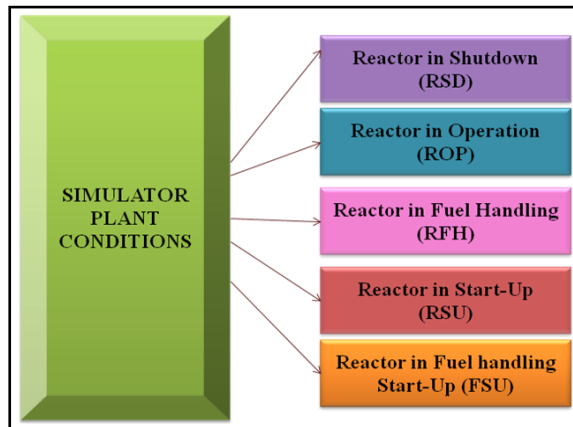 SIMULATOR
PLANT
CONDITIONS
Reactor in Shutdown
(RSD)
Reactor in Operation
(ROP)
Reactor in Fuel Handling
(RFH)
Reactor in Start-Up
(RSU)
Reactor in Fuel handling
Start-Up (FSU)